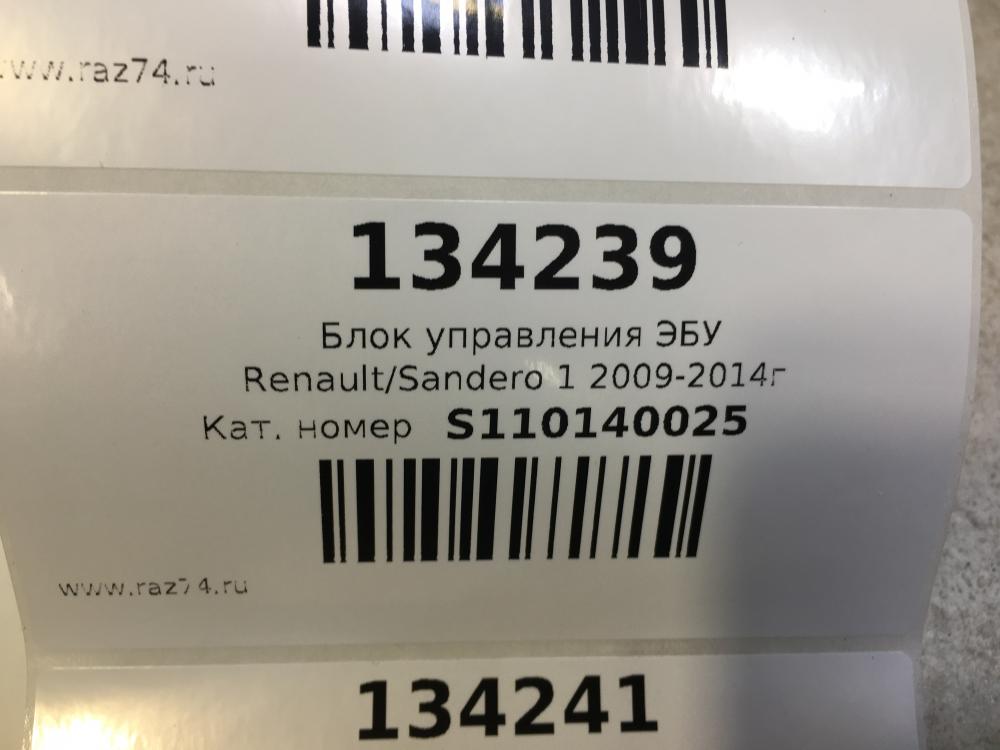 www.raz74.ru
134239
Блок управления ЭБУ
Renault/Sandero 1 2009-2014г
Кат. номер S110140025
www.raz74.ru
134241